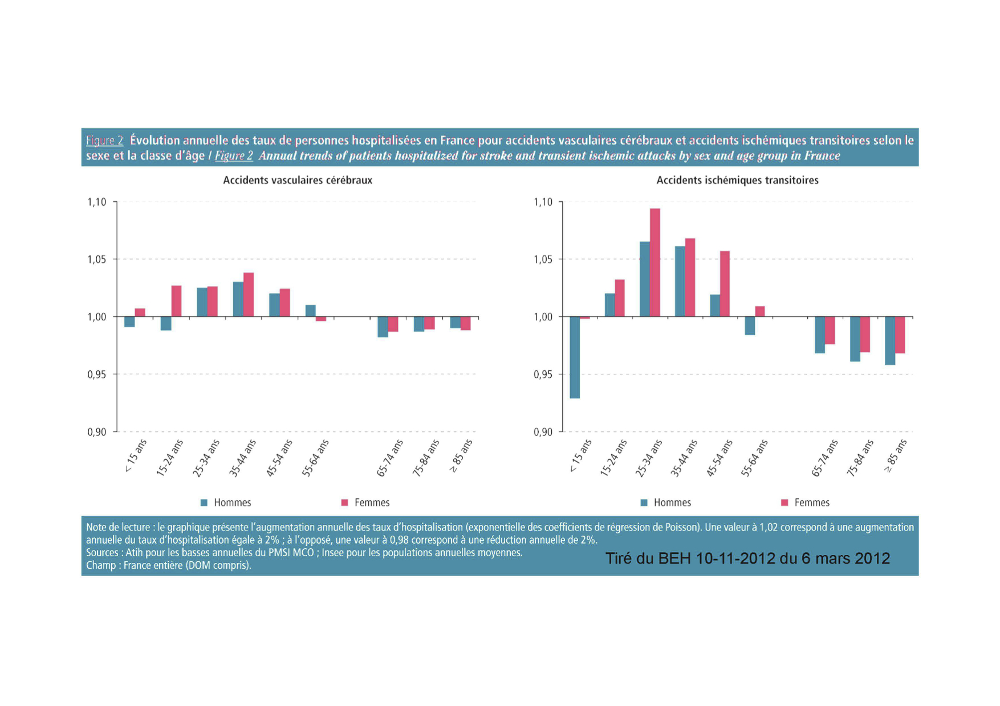 Figure 2 Évolution annuelle des taux de personnes hospitalisées en France pour accidents vasculaires cérébraux et accidents ischémiques transitoires selon le
sexe et la classe d'âge / Figure 2 Annual trends of patients hospitalized for stroke and transient ischemic attacks by sex and age group in France
Accidents vasculaires cérébraux
1,10
1,05
1,00
0,95
0,90
< 15 ans
15-24 ans
25-34 ans
35-44 ans
45-54 ans
55-64 ans
65-74 ans
75-84 ans
≥ 85 ans
Hommes
Femmes
Accidents ischémiques transitoires
1,10
1,05
1,00
0,95
0,90
< 15 ans
15-24 ans
25-34 ans
35-44 ans
45-54 ans
55-64 ans
65-74 ans
75-84 ans
≥ 85 ans
Hommes
Femmes
Note de lecture : le graphique présente l'augmentation annuelle des taux d'hospitalisation (exponentielle des coefficients de régression de Poisson). Une valeur à 1,02 correspond à une augmentation
annuelle du taux d'hospitalisation égale à 2% ; à l'opposé, une valeur à 0,98 correspond à une réduction annuelle de 2%.
Sources : Atih pour les basses annuelles du PMSI MCO ; Insee pour les populations annuelles moyennes.
Champ : France entière (DOM compris).
Tiré du BEH 10-11-2012 du 6 mars 2012